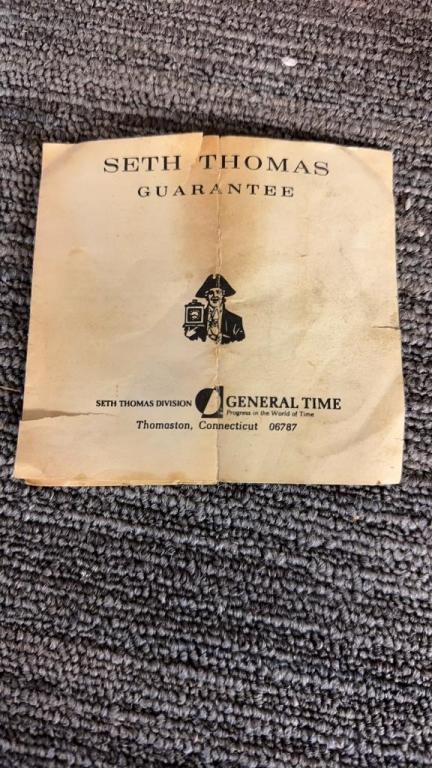 SETH THOMAS
GUARANTEE
SETH THOMAS DIVISION GENERAL TIME
Progress in the World of Time
Thomaston, Connecticut 06787